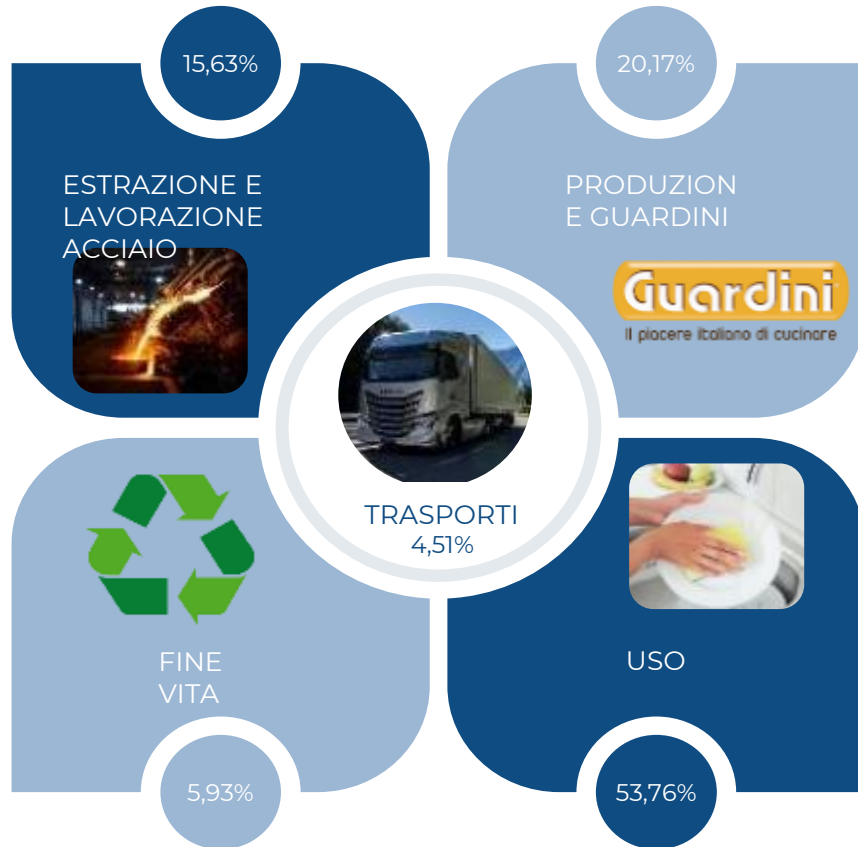 15,63%
20,17%
ESTRAZIONE E
LAVORAZIONE
ACCIAIO
PRODUZION
E GUARDINI
Guardini
Il piacere italiano di cucinare
TRASPORTI
4,51%
FINE
VITA
USO
5,93%
53,76%